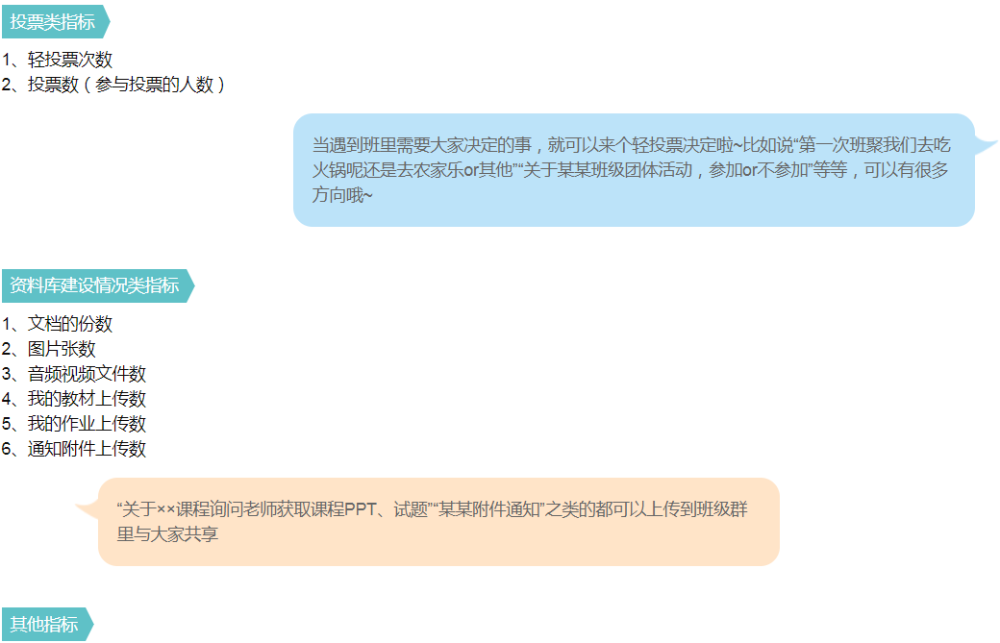 投票类指标
1、轻投票次数
2、投票数（参与投票的人数）
当遇到班里需要大家决定的事，就可以来个轻投票决定啦~比如说“第一次班聚我们去吃
火锅呢还是去农家乐or其他”“关于某某班级团体活动，参加or不参加”等等，可以有很多
方向哦~
资料库建设情况类指标
1、文档的份数
2、图片张数
3、音频视频文件数
4、我的教材上传数
5、我的作业上传数
6、通知附件上传数
“关于××课程询问老师获取课程PPT、试题”“某某附件通知”之类的都可以上传到班级群
里与大家共享
其他指标